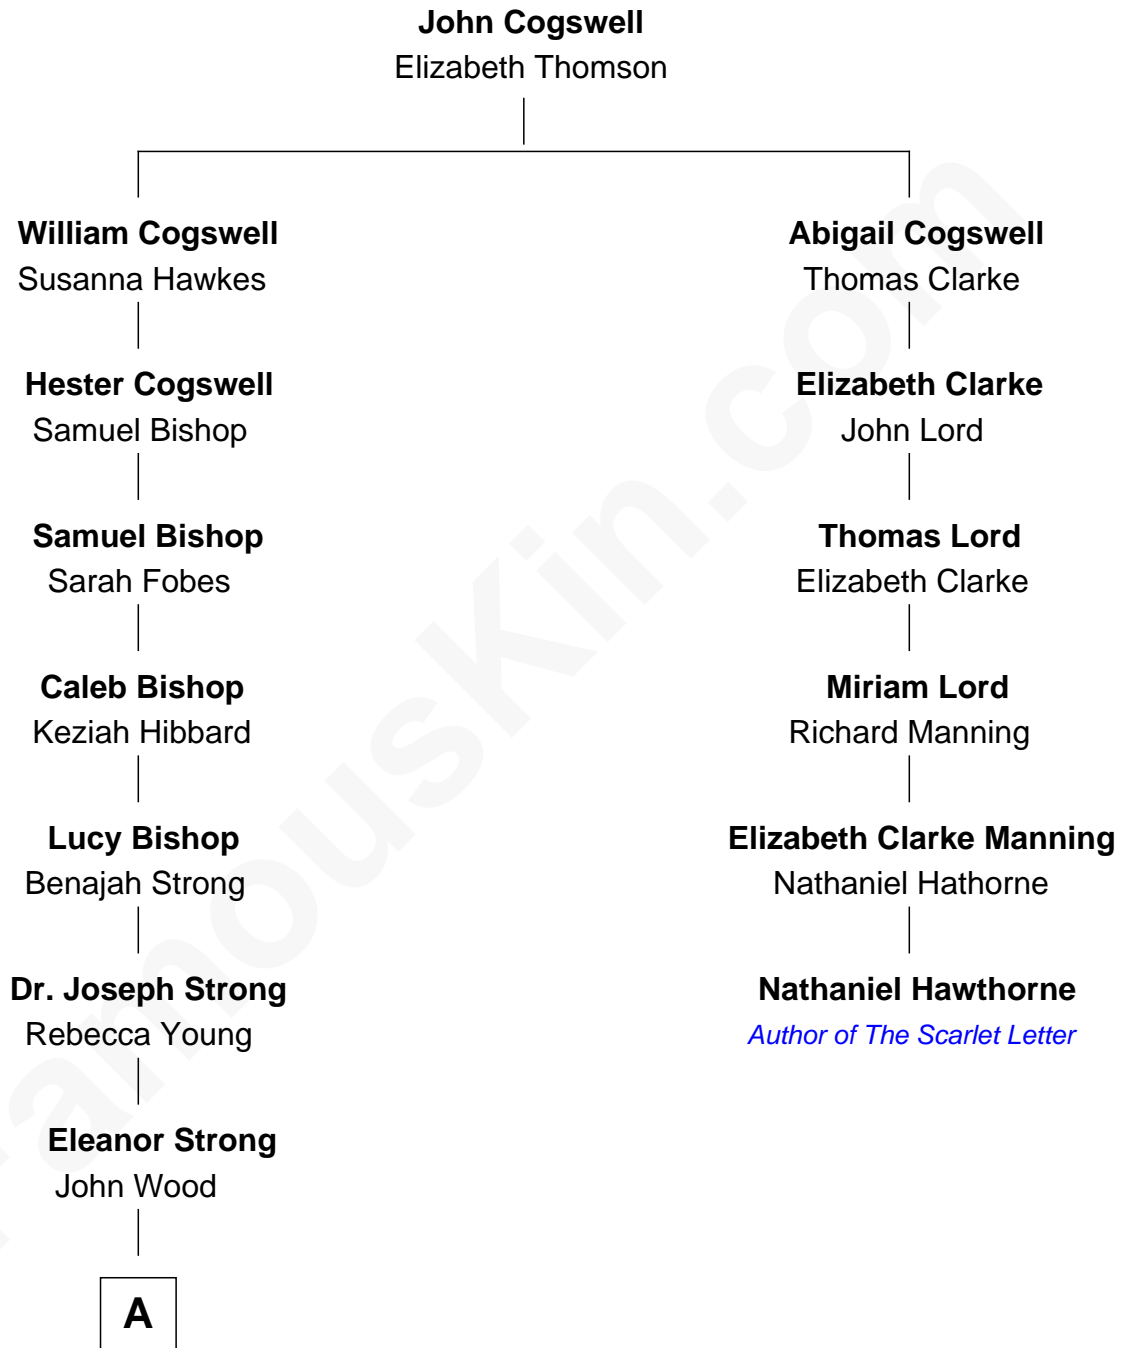 John Cogswell
Elizabeth Thomson
William Cogswell
Susanna Hawkes
Hester Cogswell
Samuel Bishop
Samuel Bishop
Sarah Fobes
Caleb Bishop
Keziah Hibbard
Lucy Bishop
Benajah Strong
Dr. Joseph Strong
Rebecca Young
Eleanor Strong
John Wood
A
Abigail Cogswell
Thomas Clarke
Elizabeth Clarke
John Lord
Thomas Lord
Elizabeth Clarke
Miriam Lord
Richard Manning
Elizabeth Clarke Manning
Nathaniel Hathorne
Nathaniel Hawthorne
Author of The Scarlet Letter
FamousKin.com